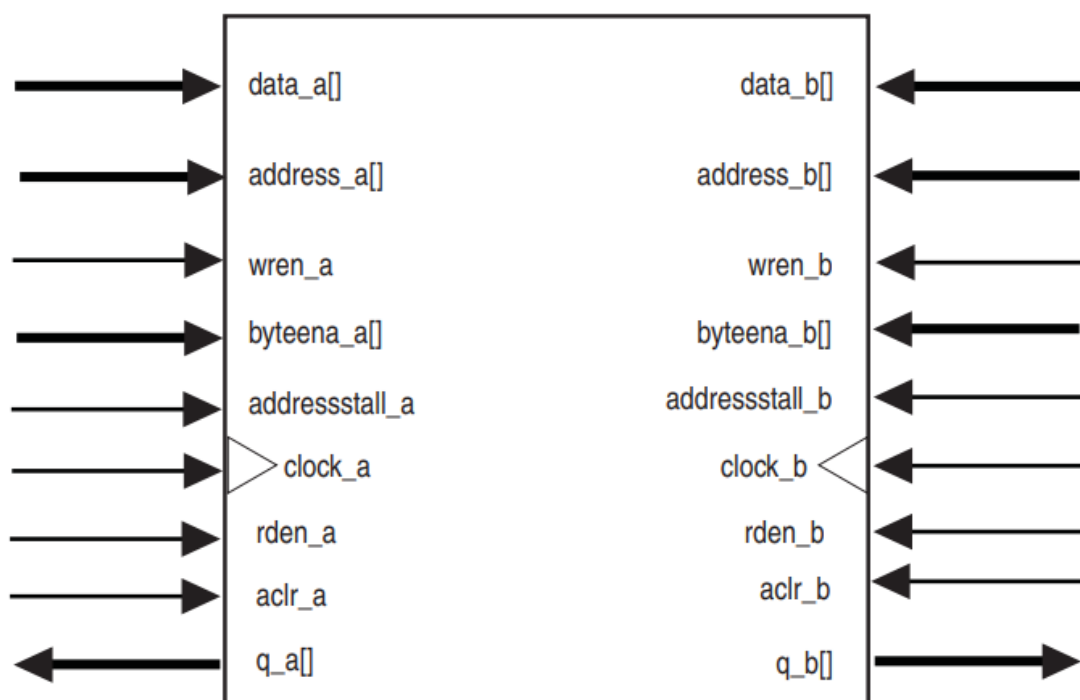 data_a[] data_b[]
address_a[] address_b[]
wren_a wren_b
byteena_a[] byteena_b[]
addressstall_a addressstall_b
clock_a clock_b
rden_a rden_b
aclr_a aclr_b
q_a[] q_b[]